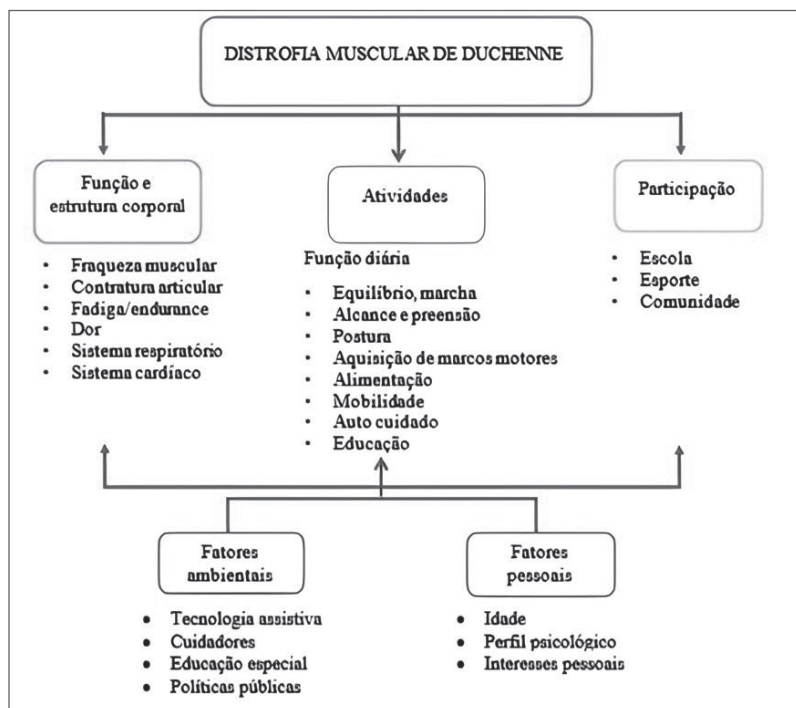 DISTROFIA MUSCULAR DE DUCHENNE
Função e
estrutura corporal
• Fraqueza muscular
• Contratura articular
• Fadiga/endurance
• Dor
• Sistema respiratório
• Sistema cardíaco
Atividades
Função diária
• Equilíbrio, marcha
• Alcance e preensão
• Postura
• Aquisição de marcos motores
• Alimentação
• Mobilidade
• Auto cuidado
• Educação
Participação
• Escola
• Esporte
• Comunidade
Fatores
ambientais
• Tecnologia assistiva
• Cuidadores
• Educação especial
• Políticas públicas
Fatores
pessoais
• Idade
• Perfil psicológico
• Interesses pessoais